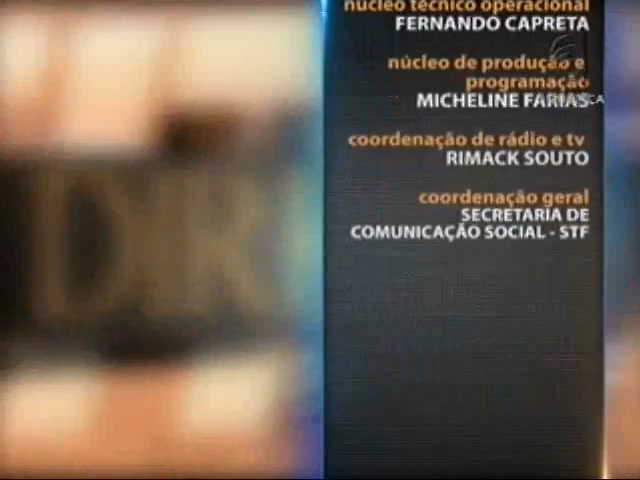 núcleo técnico operacional
FERNANDO CAPRETA
núcleo de produção e
programação
MICHELINE FARIAS
coordenação de rádio e tv
RIMACK SOUTO
coordenação geral
SECRETARIA DE
COMUNICAÇÃO SOCIAL - STF
DIR